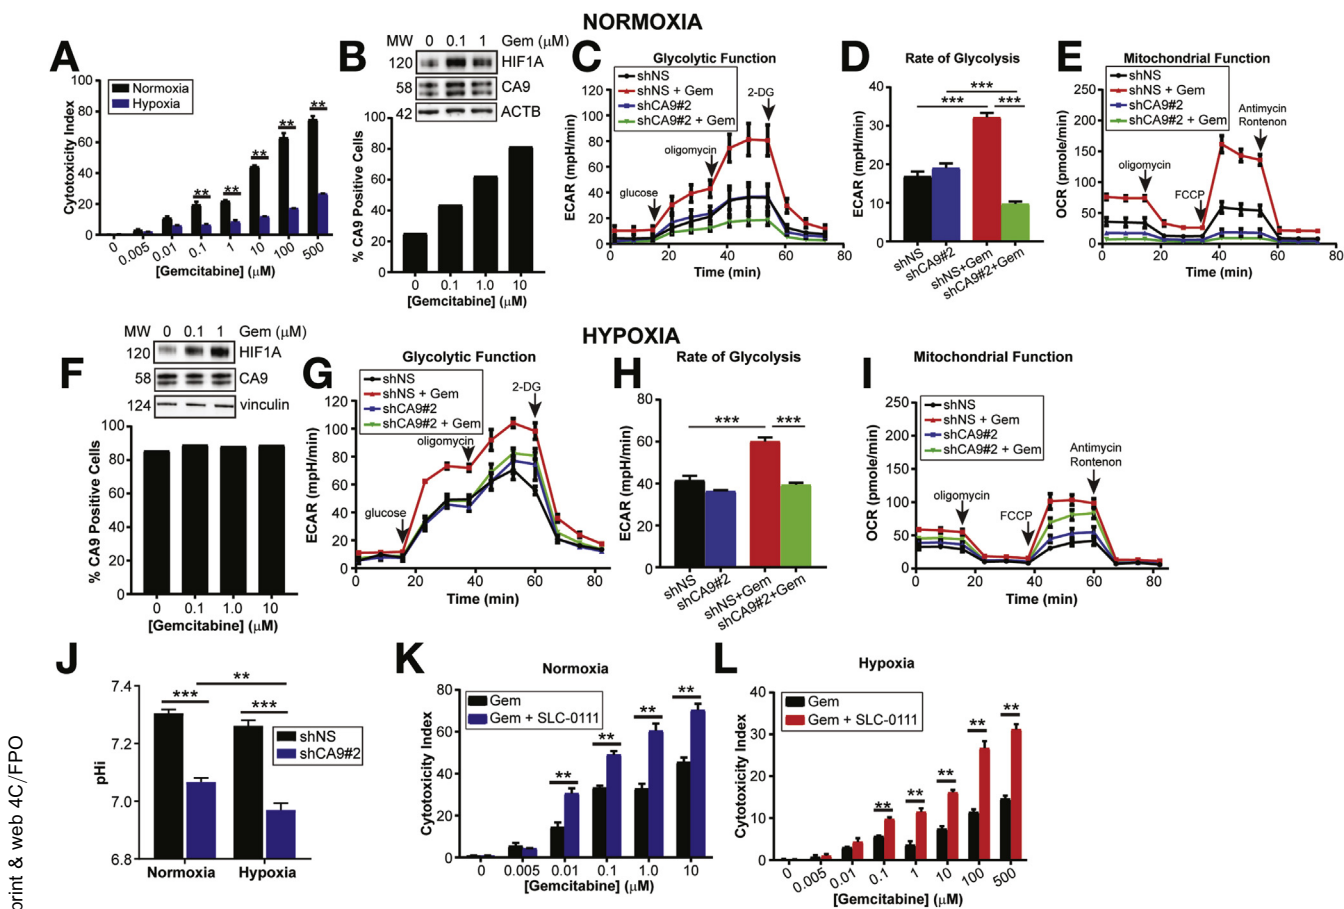 NORMOXIA
A
Normoxia
Hypoxia
Cytotoxicity Index
100
80
60
40
20
0
**
**
**
**
**
0
0.005
0.01
0.1
1
10
100
500
[Gemcitabine] (μM)
B
MW 0 0.1 1 Gem (μM)
120 HIF1A
58 CA9
42 ACTB
% CA9 Positive Cells
100
80
60
40
20
0
0 0.1 1.0 10
[Gemcitabine] (μM)
C
Glycolytic Function
shNS
shNS + Gem
shCA9#2
shCA9#2 + Gem
2-DG
oligomycin
glucose
ECAR (mpH/min)
120
100
80
60
40
20
0
0 20 40 60 80
Time (min)
D
Rate of Glycolysis
***
*** ***
ECAR (mpH/min)
40
30
20
10
0
shNS
shCA9#2
shNS+Gem
shCA9#2+Gem
E
Mitochondrial Function
shNS
shNS + Gem
shCA9#2
shCA9#2 + Gem
Antimycin
Rontenon
oligomycin
FCCP
OCR (pmole/min)
250
200
150
100
50
0
0 20 40 60 80
Time (min)
HYPOXIA
F
MW 0 0.1 1 Gem (μM)
120 HIF1A
58 CA9
124 vinculin
% CA9 Positive Cells
100
80
60
40
20
0
0 0.1 1.0 10
[Gemcitabine] (μM)
G
Glycolytic Function
shNS
shNS + Gem
shCA9#2
shCA9#2 + Gem
2-DG
oligomycin
glucose
ECAR (mpH/min)
120
100
80
60
40
20
0
0 20 40 60 80
Time (min)
H
Rate of Glycolysis
*** ***
ECAR (mpH/min)
80
60
40
20
0
shNS
shCA9#2
shNS+Gem
shCA9#2+Gem
I
Mitochondrial Function
shNS
shNS + Gem
shCA9#2
shCA9#2 + Gem
Antimycin
Rontenon
oligomycin
FCCP
OCR (pmole/min)
250
200
150
100
50
0
0 20 40 60 80
Time (min)
J
**
*** ***
shNS
shCA9#2
pHi
7.4
7.2
7.0
6.8
Normoxia Hypoxia
K
Normoxia
Gem
Gem + SLC-0111
Cytotoxicity Index
80
60
40
20
0
**
**
**
**
0 0.005 0.01 0.1 1.0 10
[Gemcitabine] (μM)
L
Hypoxia
Gem
Gem + SLC-0111
Cytotoxicity Index
40
30
20
10
0
**
**
**
**
**
0 0.005 0.01 0.1 1 10 100 500
[Gemcitabine] (μM)
print & web 4C/FPO